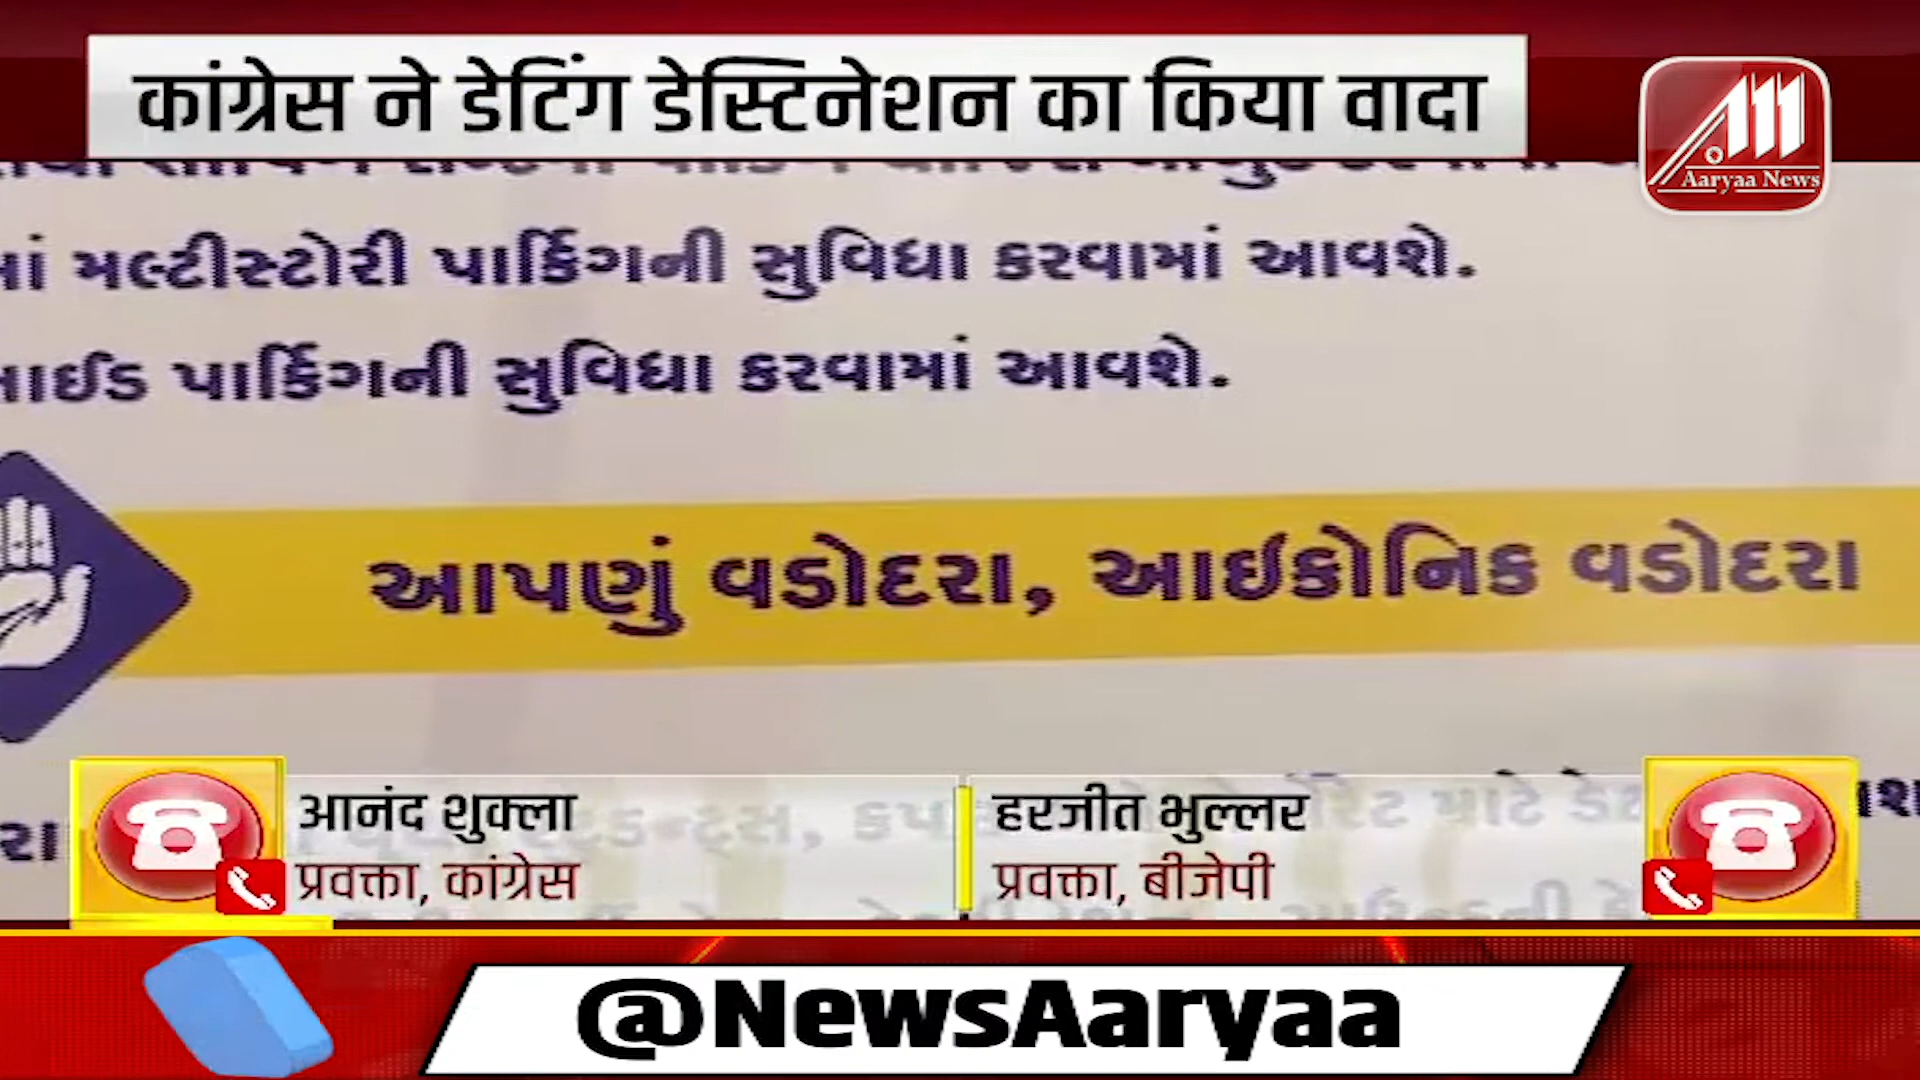 कांग्रेस ने डेटिंग डेस्टिनेशन का किया वादा
Aaryaa News
મલ્ટીસ્ટોરી પાર્કિંગની સુવિધા કરવામાં આવશે.
પાર્કિંગની સુવિધા કરવામાં આવશે.
આપણું વડોદરા, આઈકોનિક વડોદરા
માટે
आनंद शुक्ला
प्रवक्ता, कांग्रेस
हरजीत भुल्लर
प्रवक्ता, बीजेपी
@NewsAaryaa